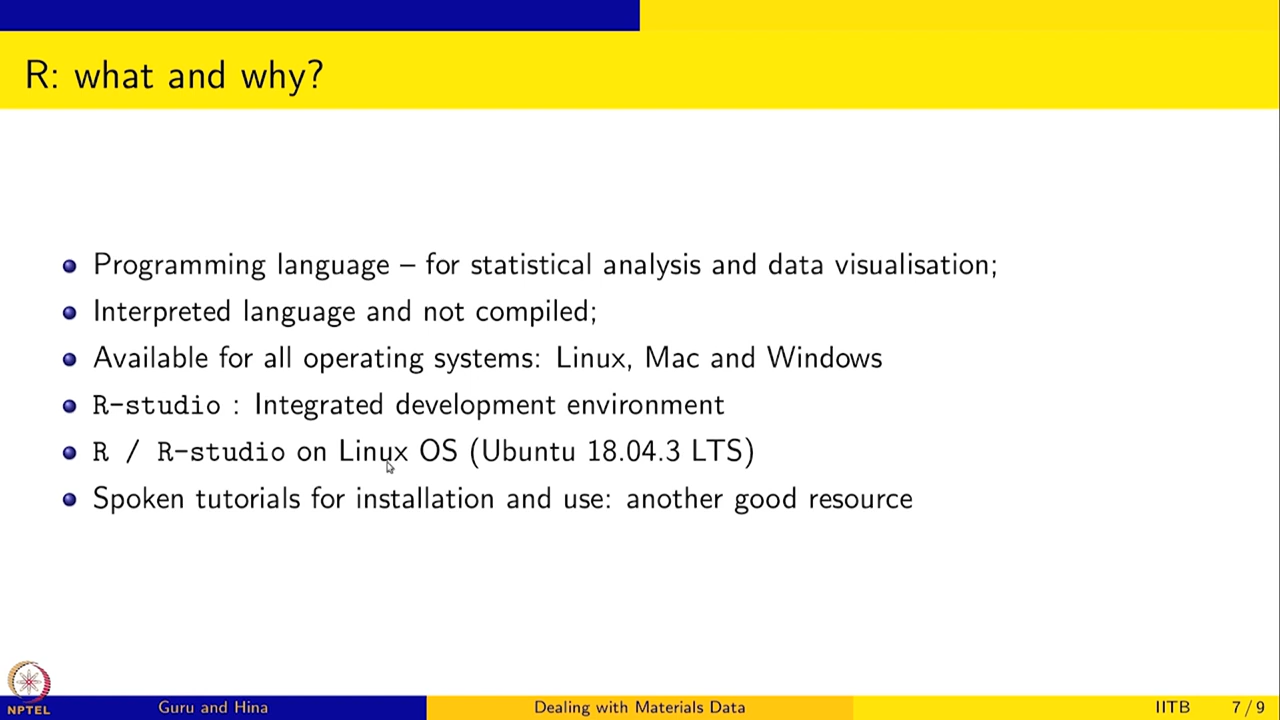 R: what and why?
Programming language – for statistical analysis and data visualisation;
Interpreted language and not compiled;
Available for all operating systems: Linux, Mac and Windows
R-studio : Integrated development environment
R / R-studio on Linux OS (Ubuntu 18.04.3 LTS)
Spoken tutorials for installation and use: another good resource
NPTEL
Guru and Hina
Dealing with Materials Data
IITB
7 / 9